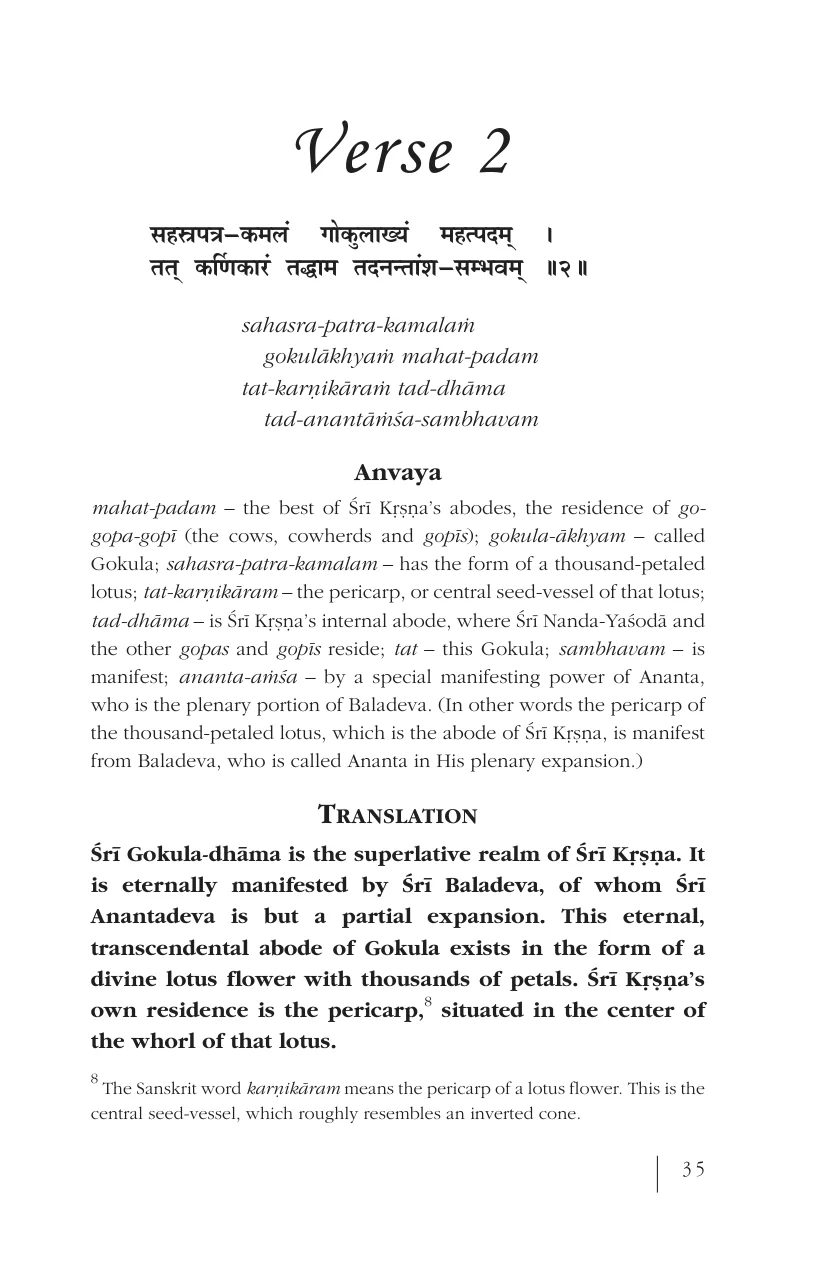 Verse 2
सहस्रपत्र–कमलं गोकुलाख्यं महत्पदम् ।
तत् कर्णिकारं तद्धाम तदनन्तांश–सम्भवम् ॥२॥
sahasra-patra-kamalaṁ
gokulākhyaṁ mahat-padam
tat-karṇikāraṁ tad-dhāma
tad-anantāṁśa-sambhavam
Anvaya
mahat-padam – the best of Śrī Kṛṣṇa’s abodes, the residence of go-
gopa-gopī (the cows, cowherds and gopīs); gokula-ākhyam – called
Gokula; sahasra-patra-kamalam – has the form of a thousand-petaled
lotus; tat-karṇikāram – the pericarp, or central seed-vessel of that lotus;
tad-dhāma – is Śrī Kṛṣṇa’s internal abode, where Śrī Nanda-Yaśodā and
the other gopas and gopīs reside; tat – this Gokula; sambhavam – is
manifest; ananta-aṁśa – by a special manifesting power of Ananta,
who is the plenary portion of Baladeva. (In other words the pericarp of
the thousand-petaled lotus, which is the abode of Śrī Kṛṣṇa, is manifest
from Baladeva, who is called Ananta in His plenary expansion.)
TRANSLATION
Śrī Gokula-dhāma is the superlative realm of Śrī Kṛṣṇa. It
is eternally manifested by Śrī Baladeva, of whom Śrī
Anantadeva is but a partial expansion. This eternal,
transcendental abode of Gokula exists in the form of a
divine lotus flower with thousands of petals. Śrī Kṛṣṇa’s
own residence is the pericarp,8 situated in the center of
the whorl of that lotus.
8 The Sanskrit word karṇikāram means the pericarp of a lotus flower. This is the
central seed-vessel, which roughly resembles an inverted cone.
35